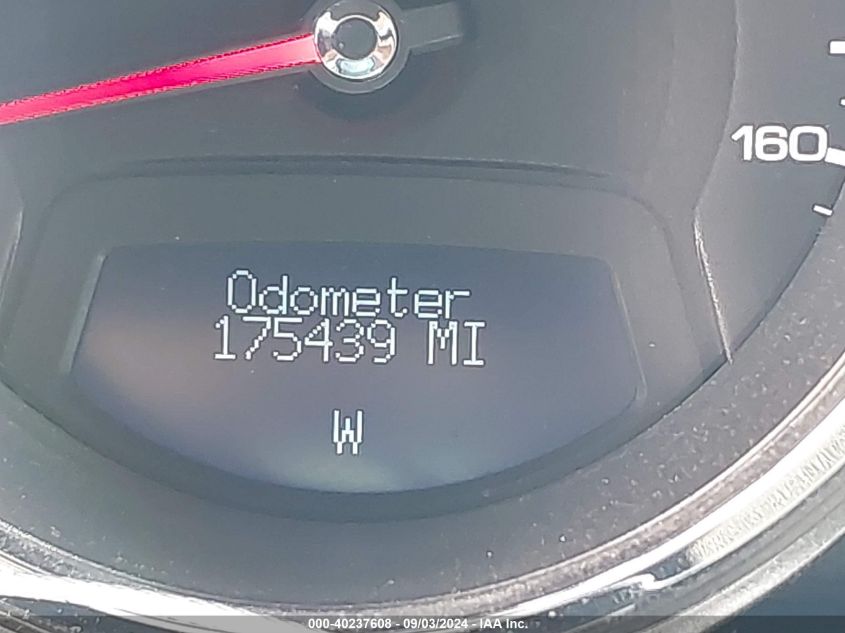 160
Odometer
175439 MI
W
000-40237608 - 09/03/2024 - IAA Inc.